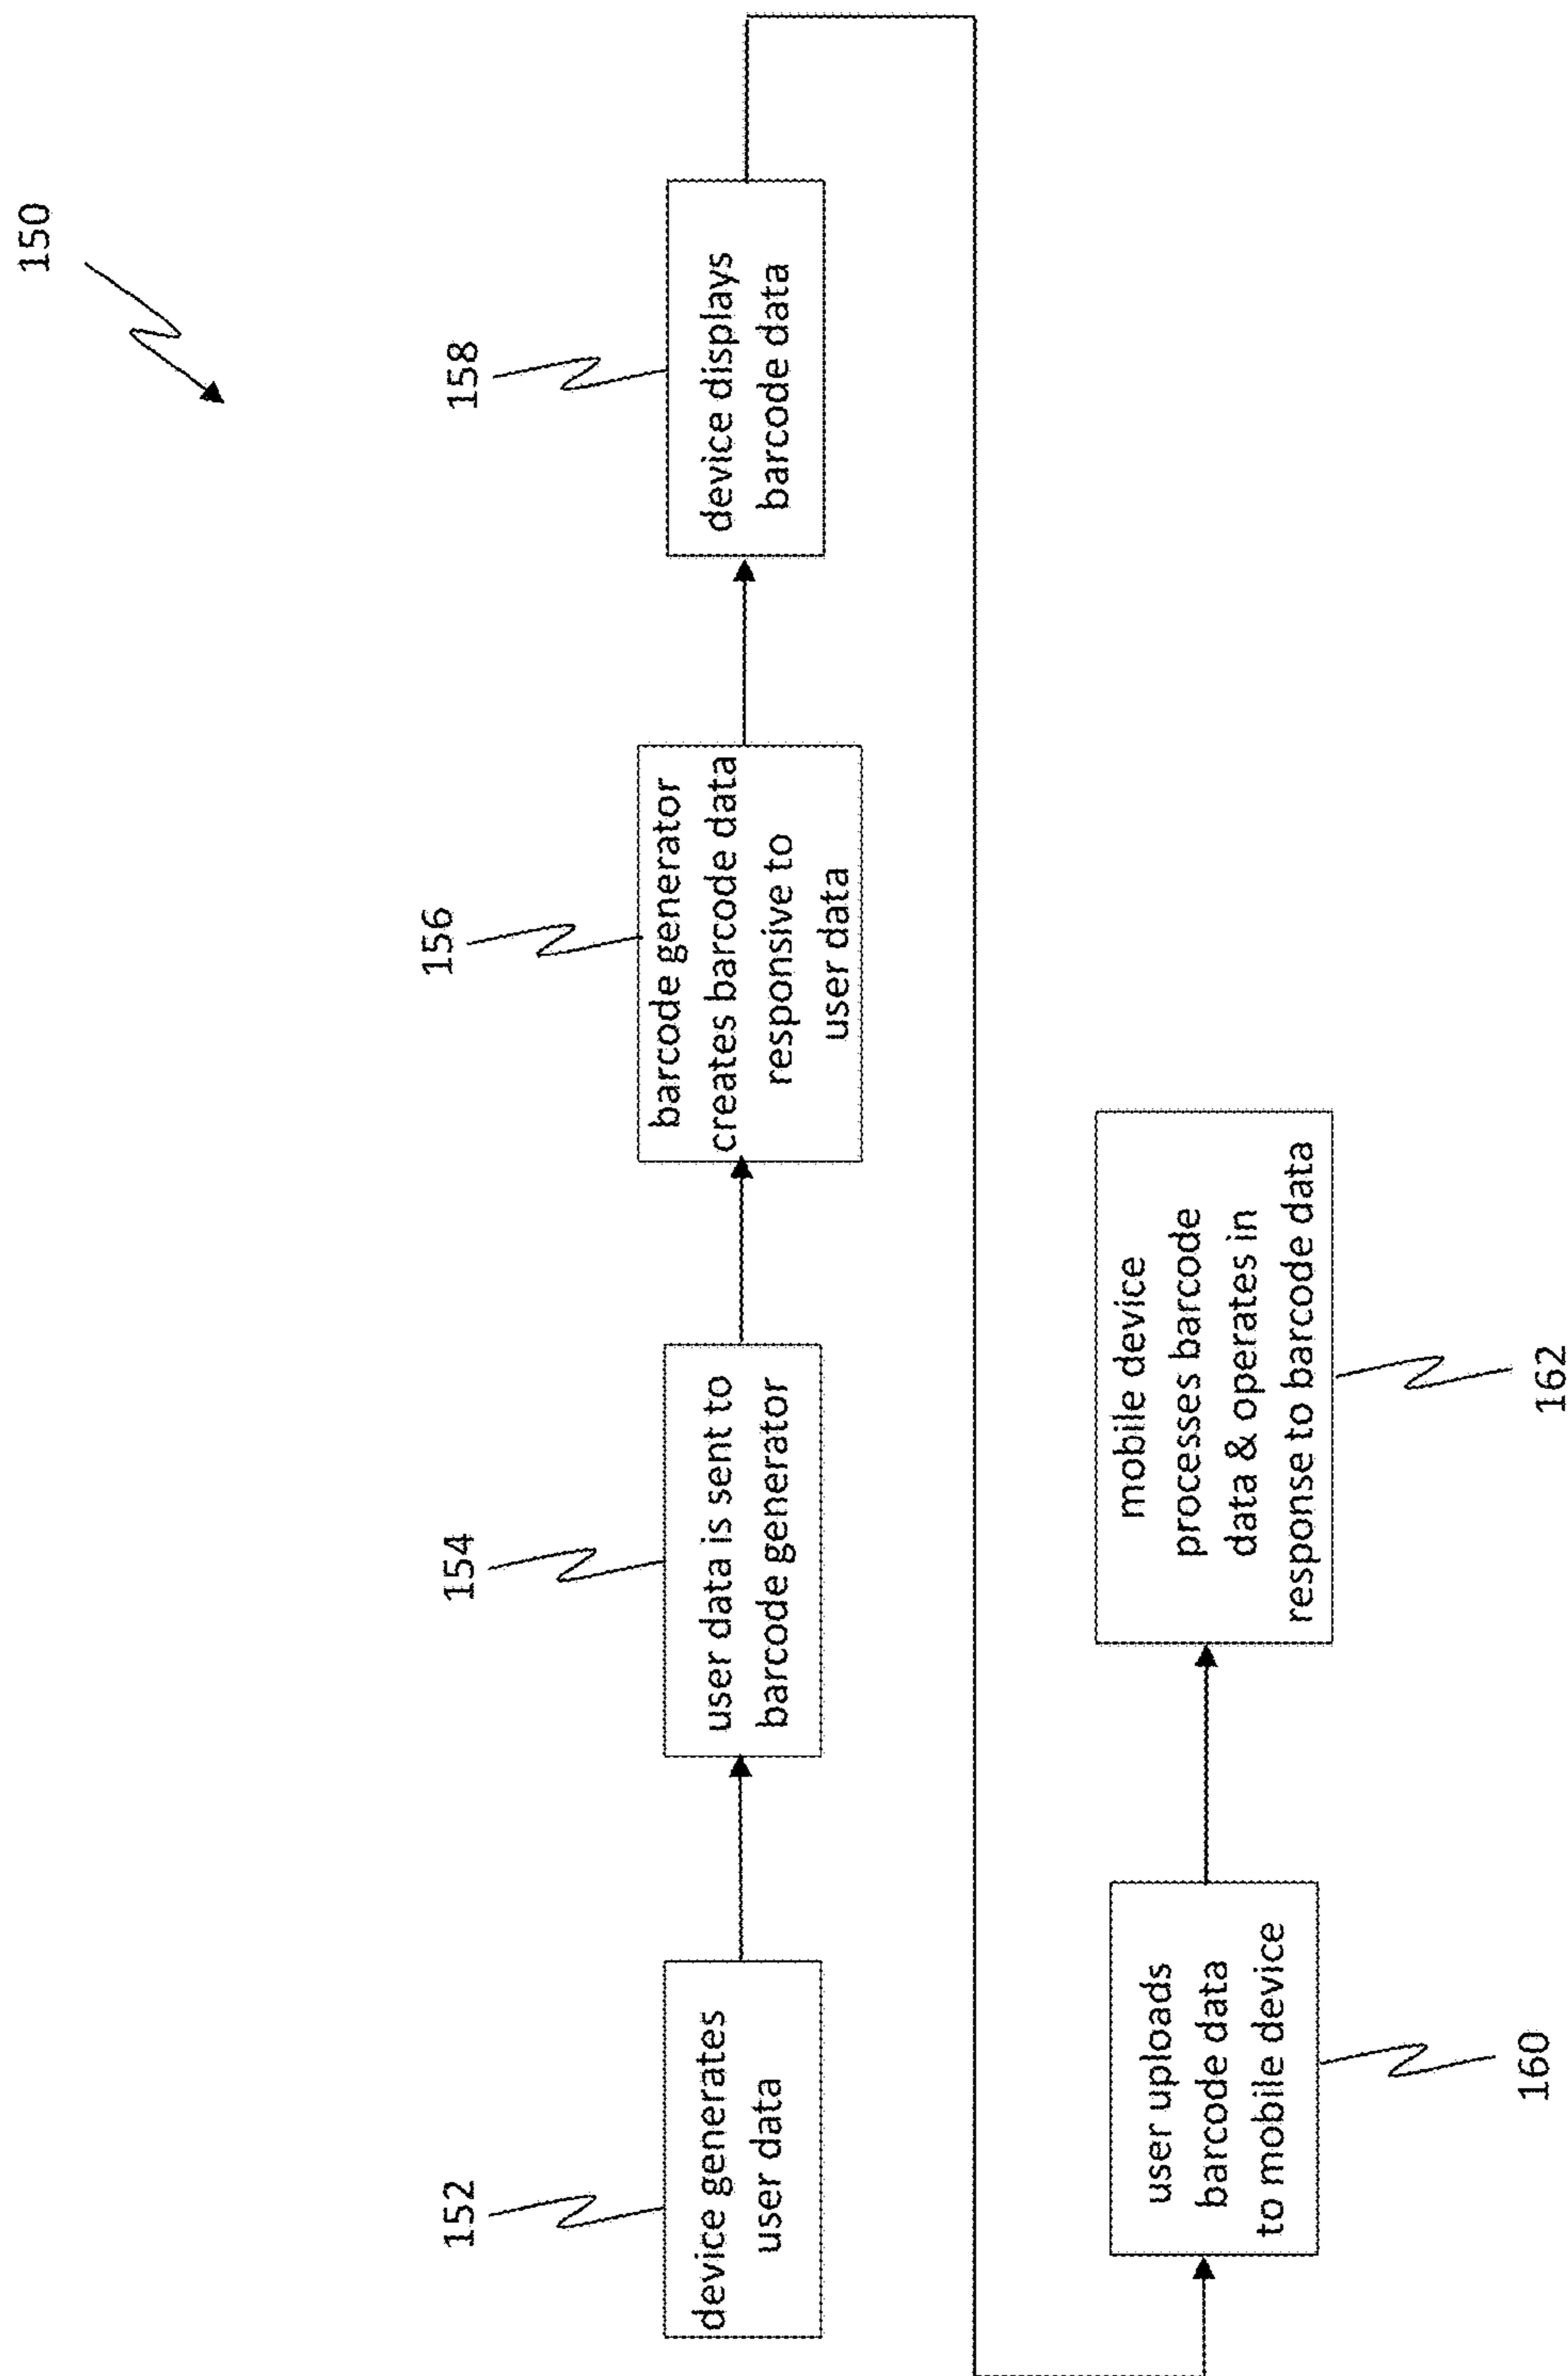 150
152
device generates
user data
154
user data is sent to
barcode generator
156
barcode generator
creates barcode data
responsive to
user data
158
device displays
barcode data
user uploads
barcode data
to mobile device
160
mobile device
processes barcode
data & operates in
response to barcode data
162